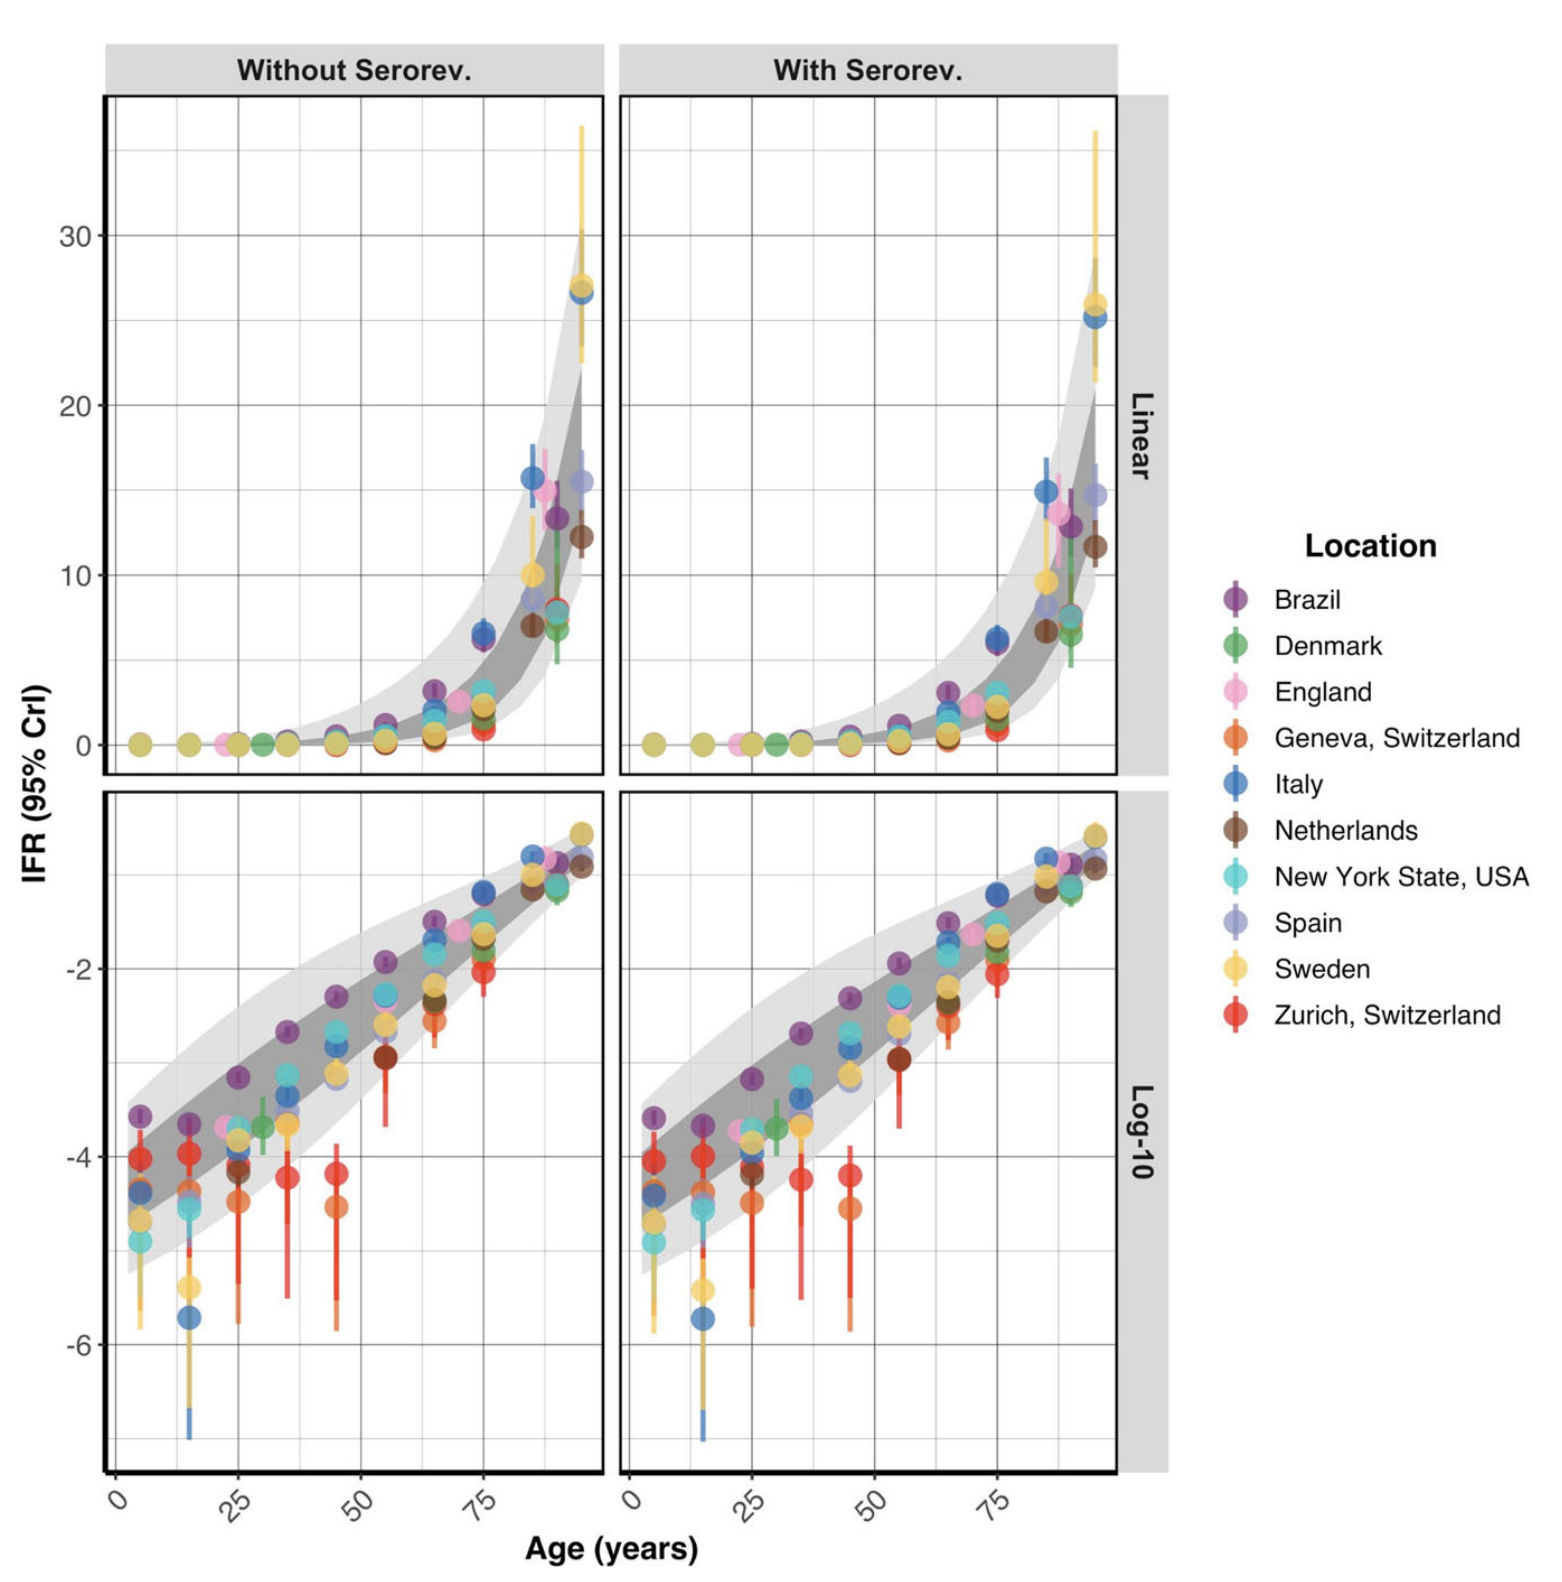 Without Serorev.
With Serorev.
30
20
10
0
Linear
-2
-4
-6
Log-10
IFR (95% CrI)
0
25
50
75
0
25
50
75
Age (years)
Location
Brazil
Denmark
England
Geneva, Switzerland
Italy
Netherlands
New York State, USA
Spain
Sweden
Zurich, Switzerland